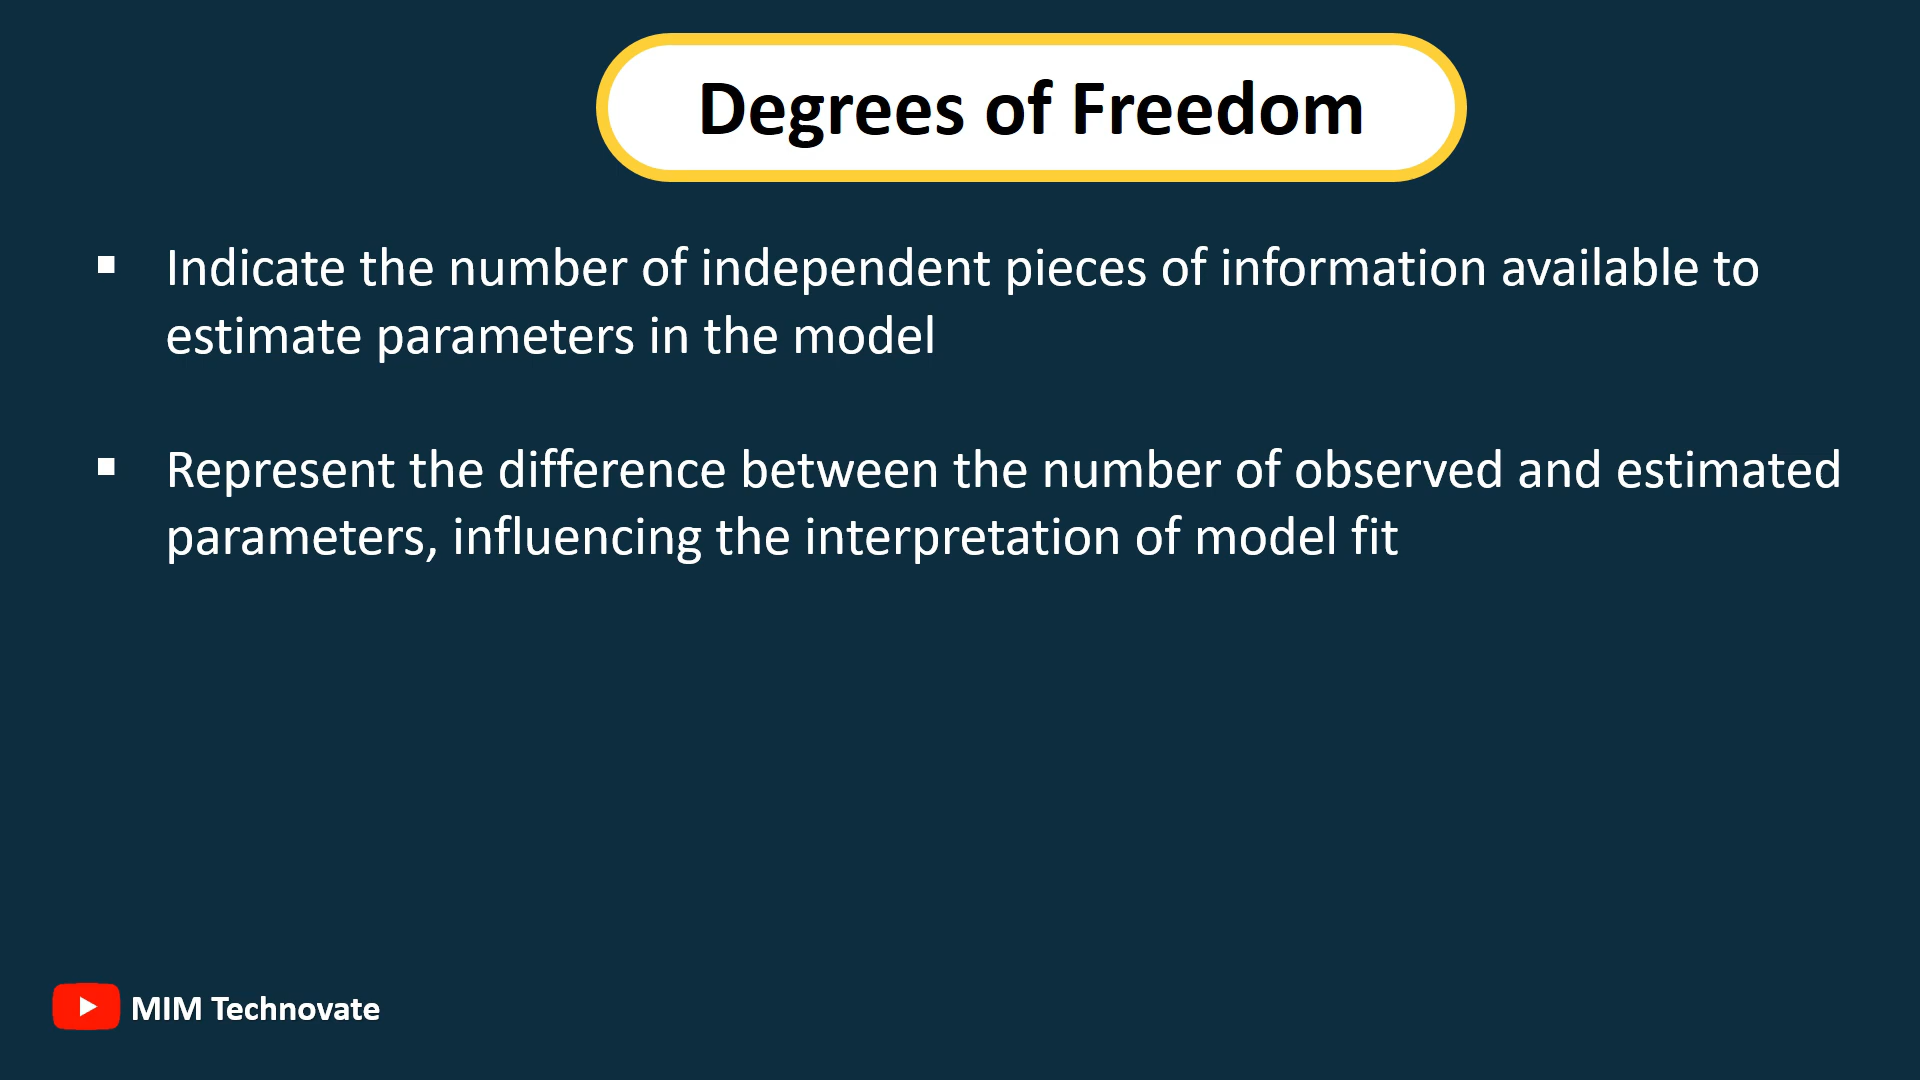 Degrees of Freedom
▪ Indicate the number of independent pieces of information available to
estimate parameters in the model
▪ Represent the difference between the number of observed and estimated
parameters, influencing the interpretation of model fit
MIM Technovate